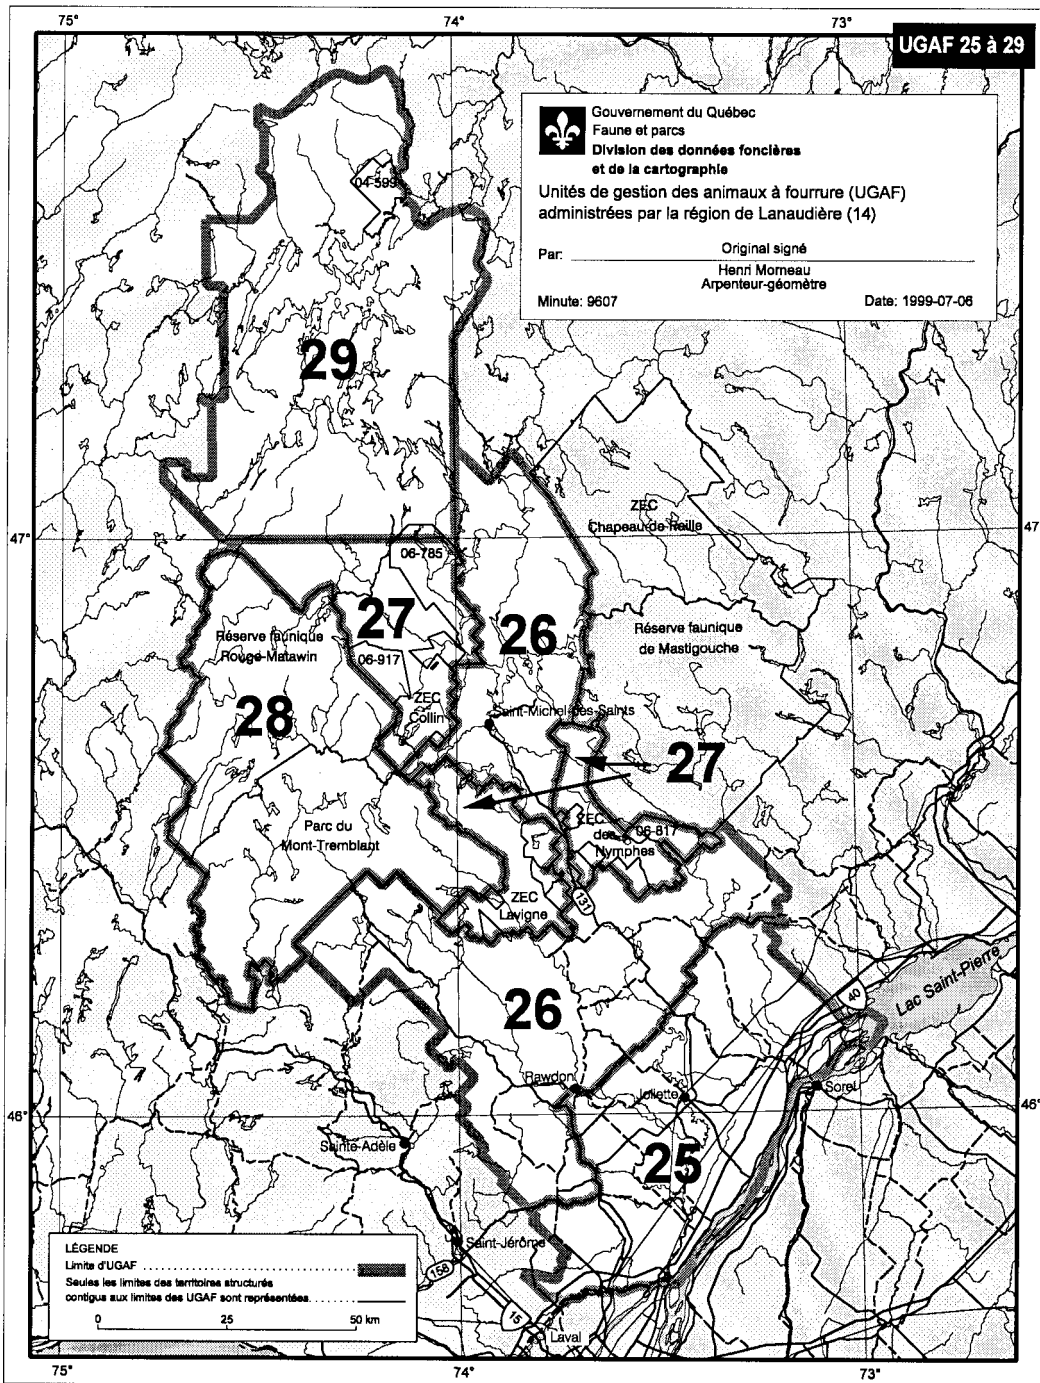 75°
74°
73°
UGAF 25 à 29
Gouvernement du Québec
Faune et parcs
Division des données foncières
et de la cartographie
Unités de gestion des animaux à fourrure (UGAF)
administrées par la région de Lanaudière (14)
Par:
Original signé
Henri Morneau
Arpenteur-géomètre
Minute: 9607
Date: 1999-07-06
04-599
29
ZEC
Chapeau-de-Paille
47°
47°
06-785
27
26
Réserve faunique
Rouge-Matawin
Réserve faunique
de Mastigouche
06-917
ZEC
Collin
Saint-Michel-des-Saints
28
27
Parc du
Mont-Tremblant
ZEC
des
Nymphes
06-817
ZEC
Lavigne
131
Lac Saint-Pierre
40
26
Rawdon
Joliette
Sorel
46°
46°
Sainte-Adèle
25
Saint-Jérôme
158
15
Laval
LÉGENDE
Limite d'UGAF
Seules les limites des territoires structurés
contigus aux limites des UGAF sont représentées
0 25 50 km
75°
74°
73°